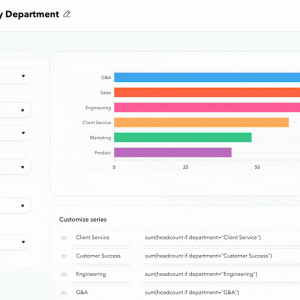 y Department
G&A
Sales
Engineering
Client Service
Marketing
Product
0 25 50
Customize series
Client Service sum(headcount if department="Client Service")
Customer Success sum(headcount if department="Customer Success")
Engineering sum(headcount if department="Engineering")
G&A sum(headcount if department="G&A")